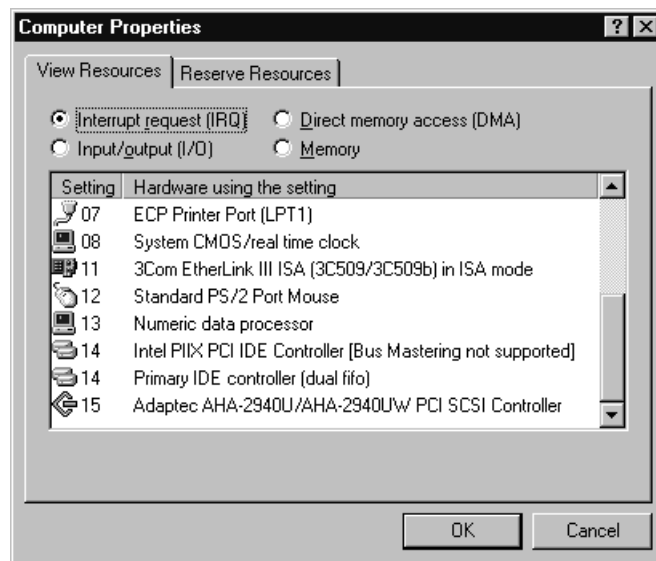 Computer Properties
View Resources Reserve Resources
Interrupt request (IRQ) Direct memory access (DMA)
Input/output (I/O) Memory
Setting Hardware using the setting
07 ECP Printer Port (LPT1)
08 System CMOS/real time clock
11 3Com EtherLink III ISA (3C509/3C509b) in ISA mode
12 Standard PS/2 Port Mouse
13 Numeric data processor
14 Intel PIIX PCI IDE Controller [Bus Mastering not supported]
14 Primary IDE controller (dual fifo)
15 Adaptec AHA-2940U/AHA-2940UW PCI SCSI Controller
OK Cancel